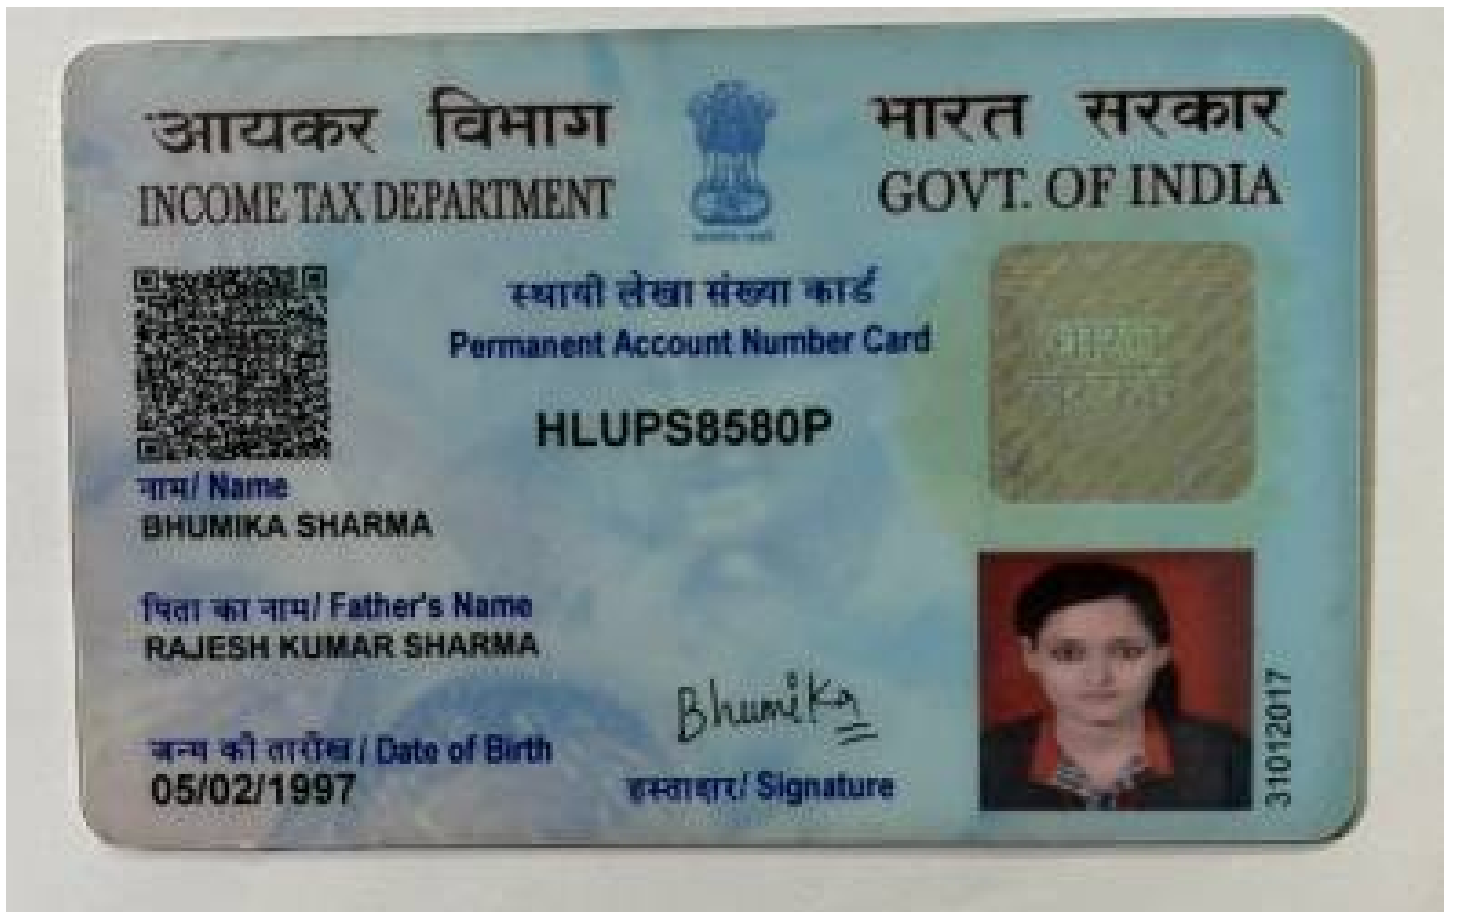 आयकर विभाग
INCOME TAX DEPARTMENT
भारत सरकार
GOVT. OF INDIA
स्थायी लेखा संख्या कार्ड
Permanent Account Number Card
HLUPS8580P
नाम/ Name
BHUMIKA SHARMA
पिता का नाम/ Father's Name
RAJESH KUMAR SHARMA
जन्म की तारीख/ Date of Birth
05/02/1997
Bhumika
हस्ताक्षर/ Signature
31012017